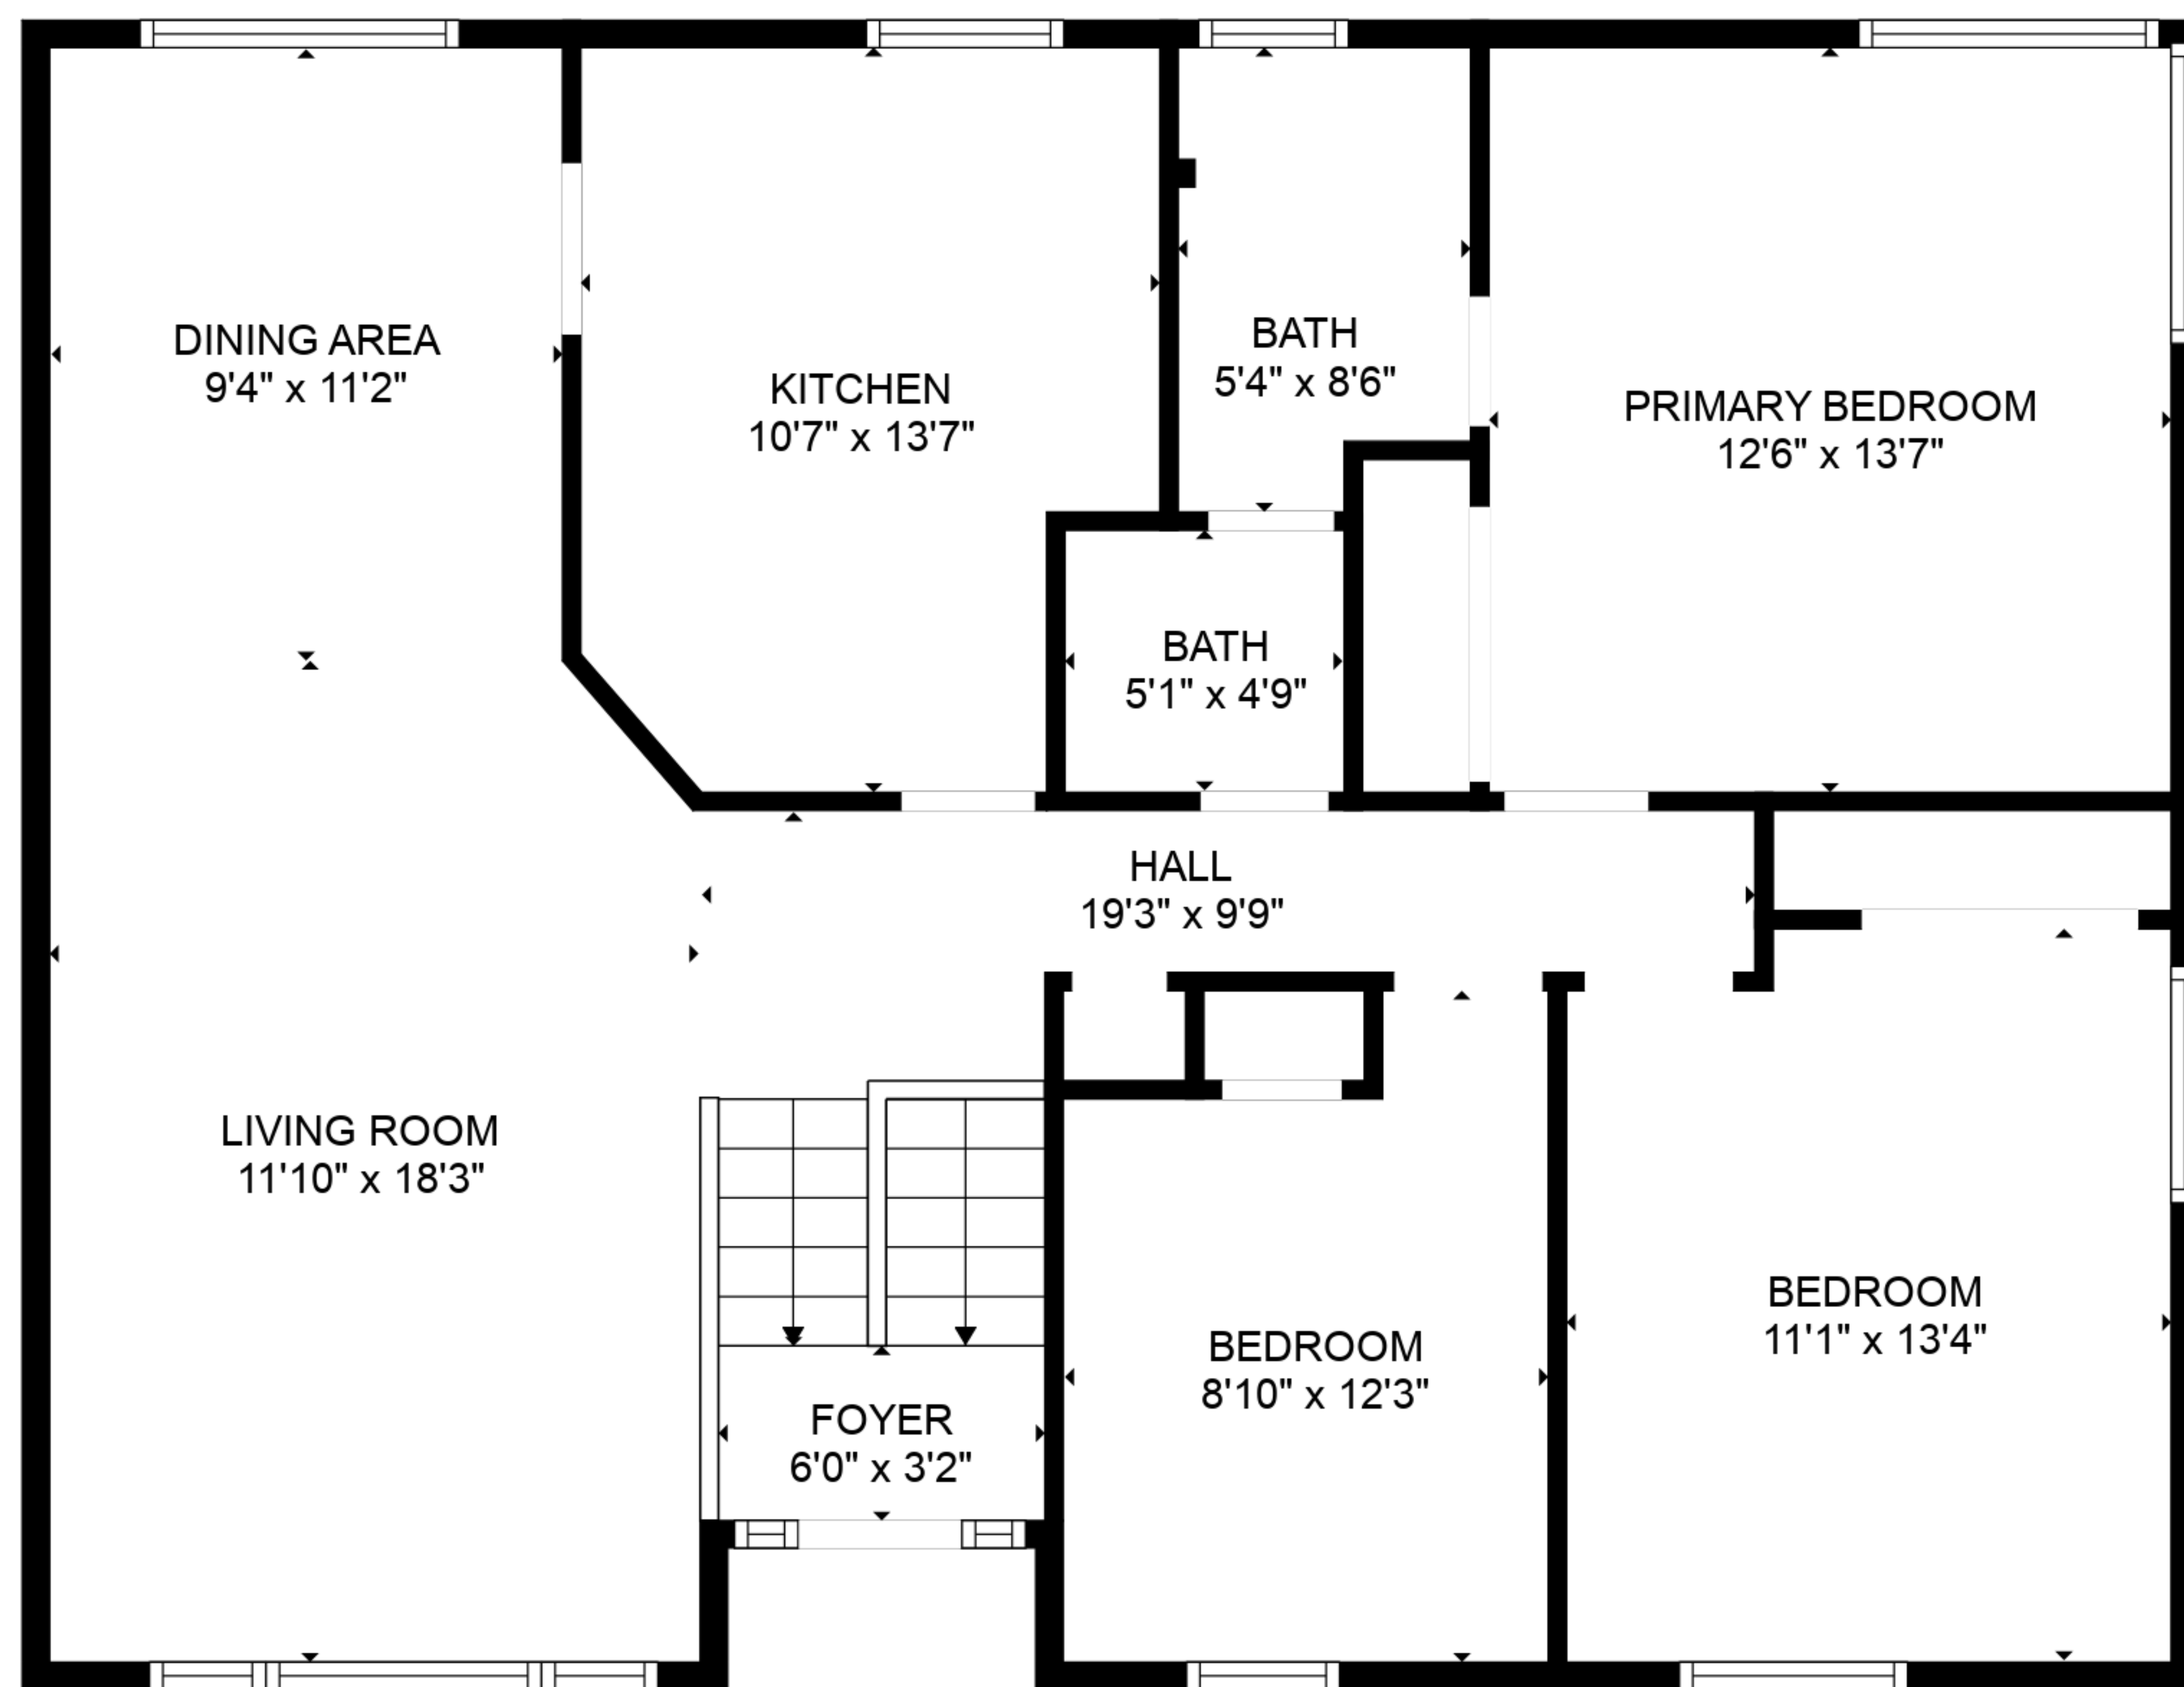 DINING AREA
9'4" x 11'2"
KITCHEN
10'7" x 13'7"
BATH
5'4" x 8'6"
PRIMARY BEDROOM
12'6" x 13'7"
BATH
5'1" x 4'9"
HALL
19'3" x 9'9"
LIVING ROOM
11'10" x 18'3"
FOYER
6'0" x 3'2"
BEDROOM
8'10" x 12'3"
BEDROOM
11'1" x 13'4"